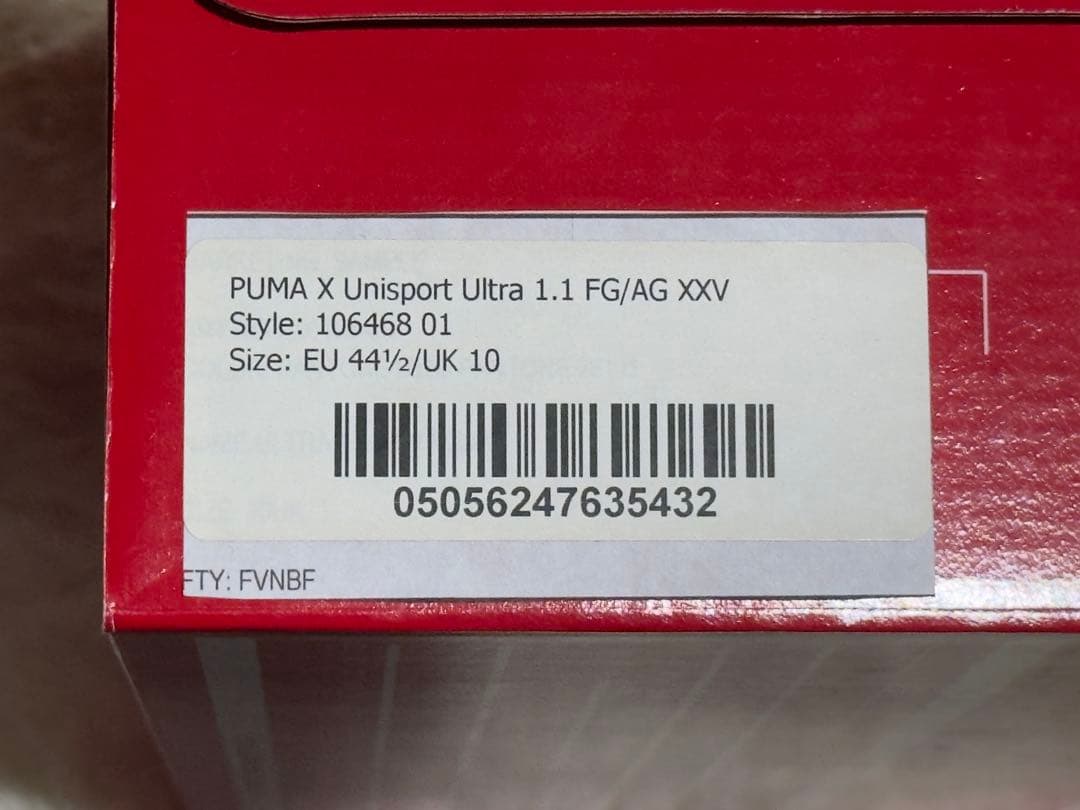 PUMA X Unisport Ultra 1.1 FG/AG XXV
Style: 106468 01
Size: EU 44½/UK 10
05056247635432
FTY: FVNBF